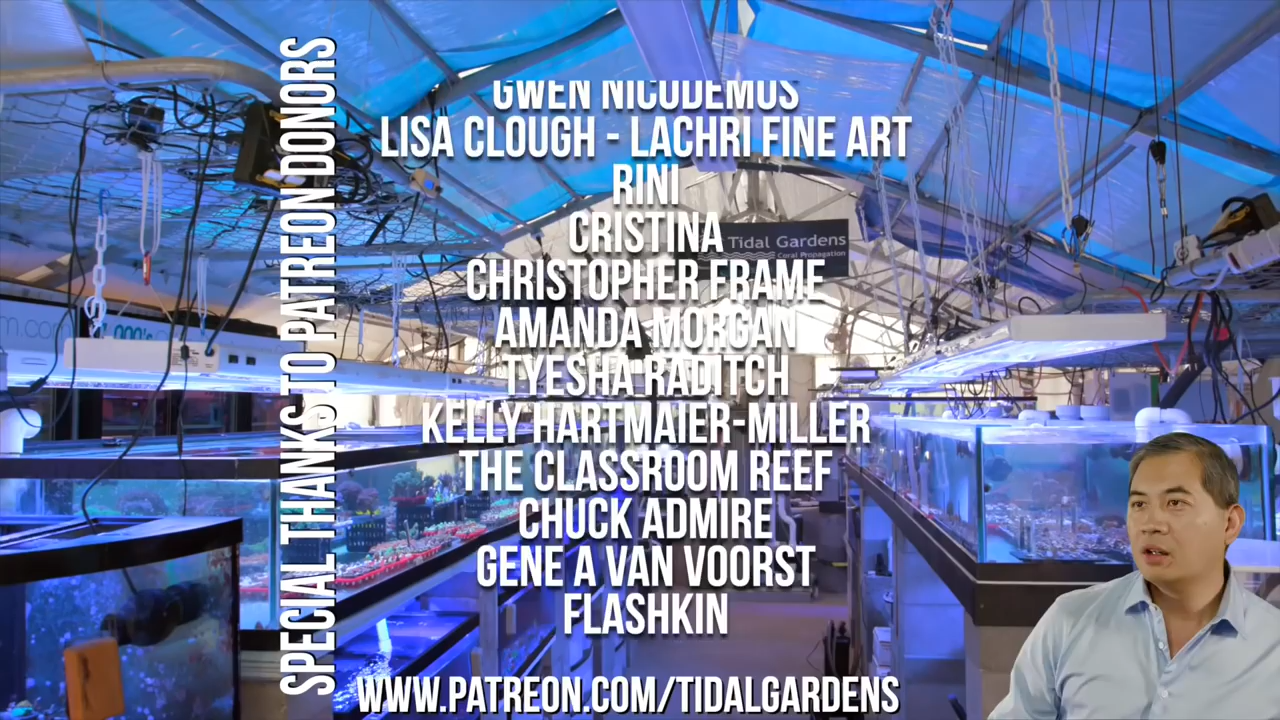 SPECIAL THANKS TO PATREON DONORS
GWEN NICODEMUS
LISA CLOUGH - LACHRI FINE ART
RINI
CRISTINA
CHRISTOPHER FRAME
AMANDA MORGAN
TYESHA RADITCH
KELLY HARTMAIER-MILLER
THE CLASSROOM REEF
CHUCK ADMIRE
GENE A VAN VOORST
FLASHKIN
WWW.PATREON.COM/TIDALGARDENS
Tidal Gardens
Coral Propagation